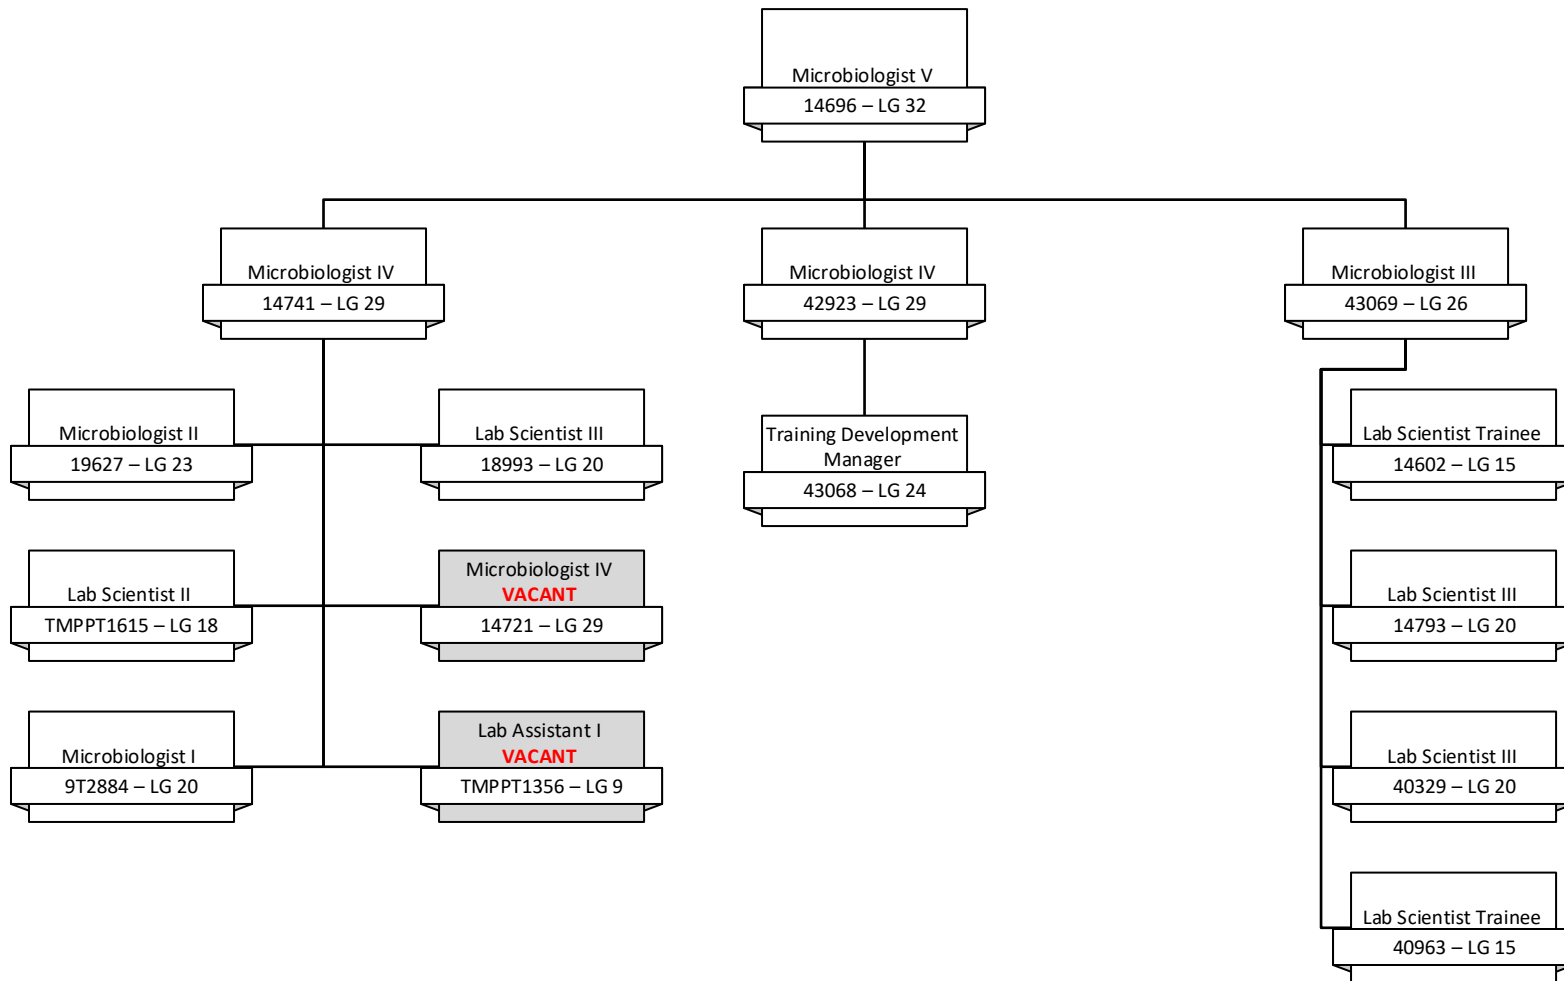 Microbiologist V
14696 – LG 32
Microbiologist IV
14741 – LG 29
Microbiologist IV
42923 – LG 29
Microbiologist III
43069 – LG 26
Microbiologist II
19627 – LG 23
Lab Scientist III
18993 – LG 20
Training Development
Manager
43068 – LG 24
Lab Scientist Trainee
14602 – LG 15
Lab Scientist II
TMPPT1615 – LG 18
Microbiologist IV
VACANT
14721 – LG 29
Lab Scientist III
14793 – LG 20
Microbiologist I
9T2884 – LG 20
Lab Assistant I
VACANT
TMPPT1356 – LG 9
Lab Scientist III
40329 – LG 20
Lab Scientist Trainee
40963 – LG 15